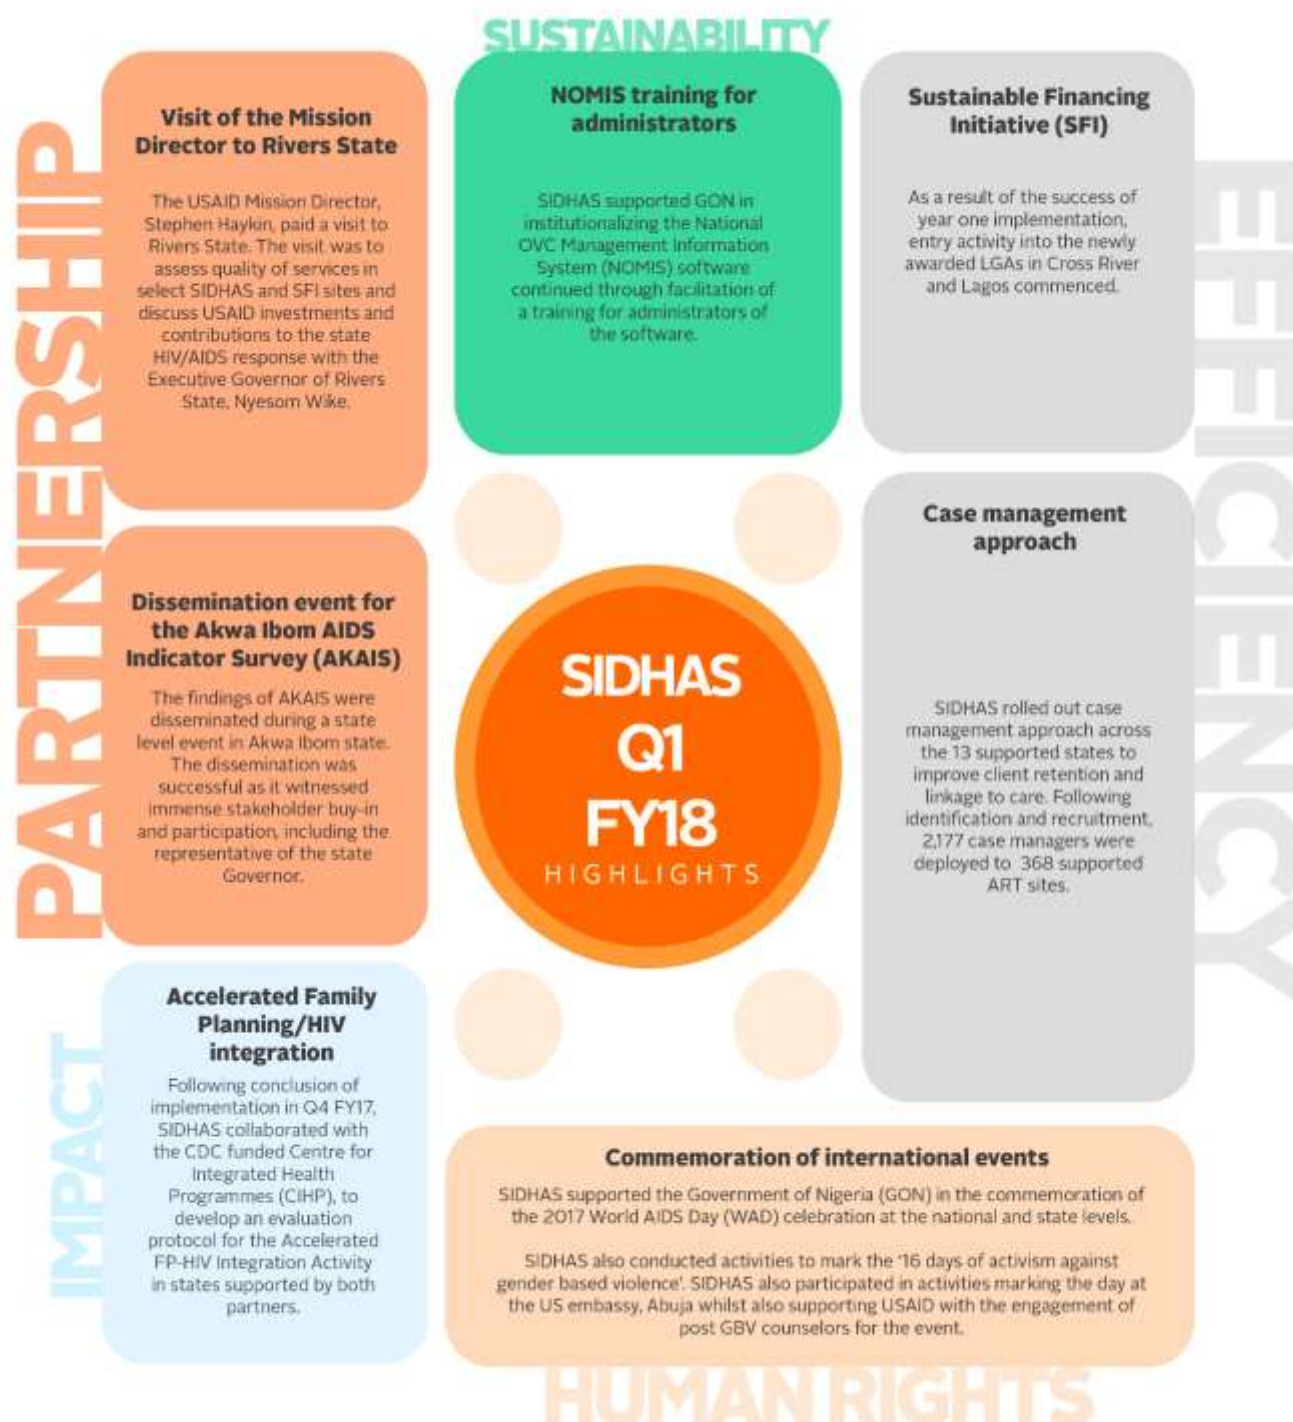 SUSTAINABILITY
PARTNERSHIP
Visit of the Mission
Director to Rivers State
The USAID Mission Director,
Stephen Haykin, paid a visit to
Rivers State. The visit was to
assess quality of services in
select SIDHAS and SFI sites and
discuss USAID investments and
contributions to the state
HIV/AIDS response with the
Executive Governor of Rivers
State, Nyesom Wike.
NOMIS training for
administrators
SIDHAS supported GON in
institutionalizing the National
OVC Management Information
System (NOMIS) software
continued through facilitation of
a training for administrators of
the software.
Sustainable Financing
Initiative (SFI)
As a result of the success of
year one implementation,
entry activity into the newly
awarded LGAs in Cross River
and Lagos commenced.
EFFICIENCY
Dissemination event for
the Akwa Ibom AIDS
Indicator Survey (AKAIS)
The findings of AKAIS were
disseminated during a state
level event in Akwa Ibom state.
The dissemination was
successful as it witnessed
immense stakeholder buy-in
and participation, including the
representative of the state
Governor.
SIDHAS
Q1
FY18
HIGHLIGHTS
Case management
approach
SIDHAS rolled out case
management approach across
the 13 supported states to
improve client retention and
linkage to care. Following
identification and recruitment,
2,177 case managers were
deployed to 368 supported
ART sites.
IMPACT
Accelerated Family
Planning/HIV
integration
Following conclusion of
implementation in Q4 FY17,
SIDHAS collaborated with
the CDC funded Centre for
Integrated Health
Programmes (CIHP), to
develop an evaluation
protocol for the Accelerated
FP-HIV Integration Activity
in states supported by both
partners.
Commemoration of international events
SIDHAS supported the Government of Nigeria (GON) in the commemoration of
the 2017 World AIDS Day (WAD) celebration at the national and state levels.
SIDHAS also conducted activities to mark the '16 days of activism against
gender based violence'. SIDHAS also participated in activities marking the day at
the US embassy, Abuja whilst also supporting USAID with the engagement of
post GBV counselors for the event.
HUMAN RIGHTS